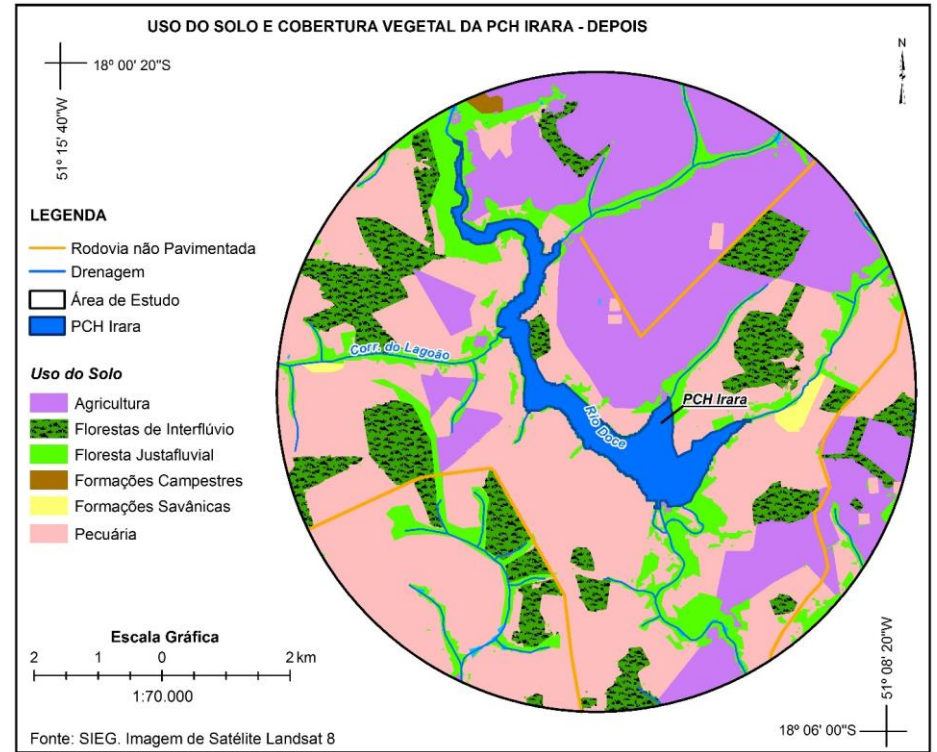 USO DO SOLO E COBERTURA VEGETAL DA PCH IRARA - DEPOIS
18º 00' 20"S
51º 15' 40"W
N
LEGENDA
Rodovia não Pavimentada
Drenagem
Área de Estudo
PCH Irara
Uso do Solo
Agricultura
Florestas de Interflúvio
Floresta Justafluvial
Formações Campestres
Formações Savânicas
Pecuária
Corr. do Lagoão
Rio Doce
PCH Irara
Escala Gráfica
2 1 0 2 km
1:70.000
Fonte: SIEG. Imagem de Satélite Landsat 8
51º 08' 20"W
18º 06' 00"S